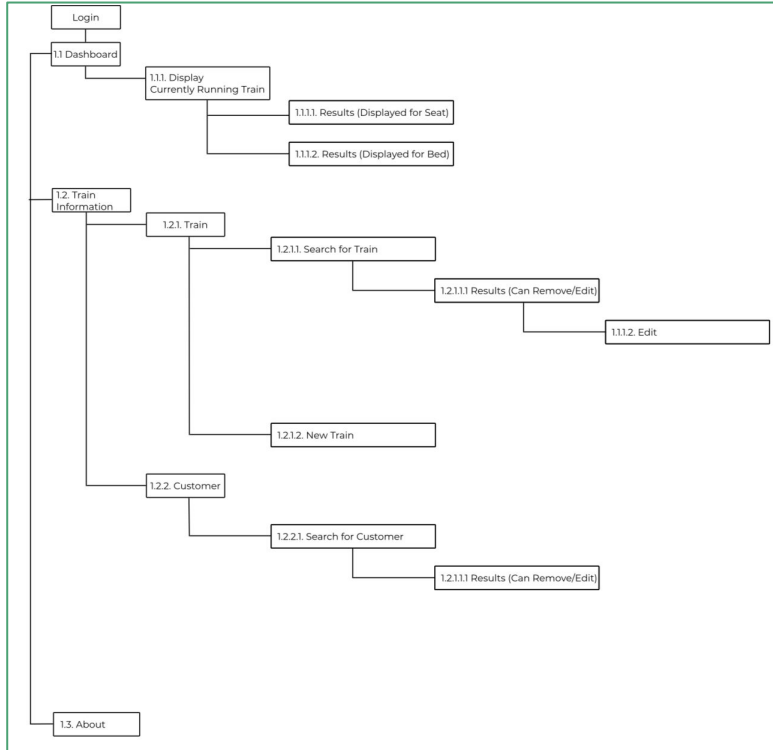 Login
1.1 Dashboard
1.1.1. Display
Currently Running Train
1.1.1.1. Results (Displayed for Seat)
1.1.1.2. Results (Displayed for Bed)
1.2. Train
Information
1.2.1. Train
1.2.1.1. Search for Train
1.2.1.1.1 Results (Can Remove/Edit)
1.1.1.2. Edit
1.2.1.2. New Train
1.2.2. Customer
1.2.2.1. Search for Customer
1.2.1.1.1 Results (Can Remove/Edit)
1.3. About